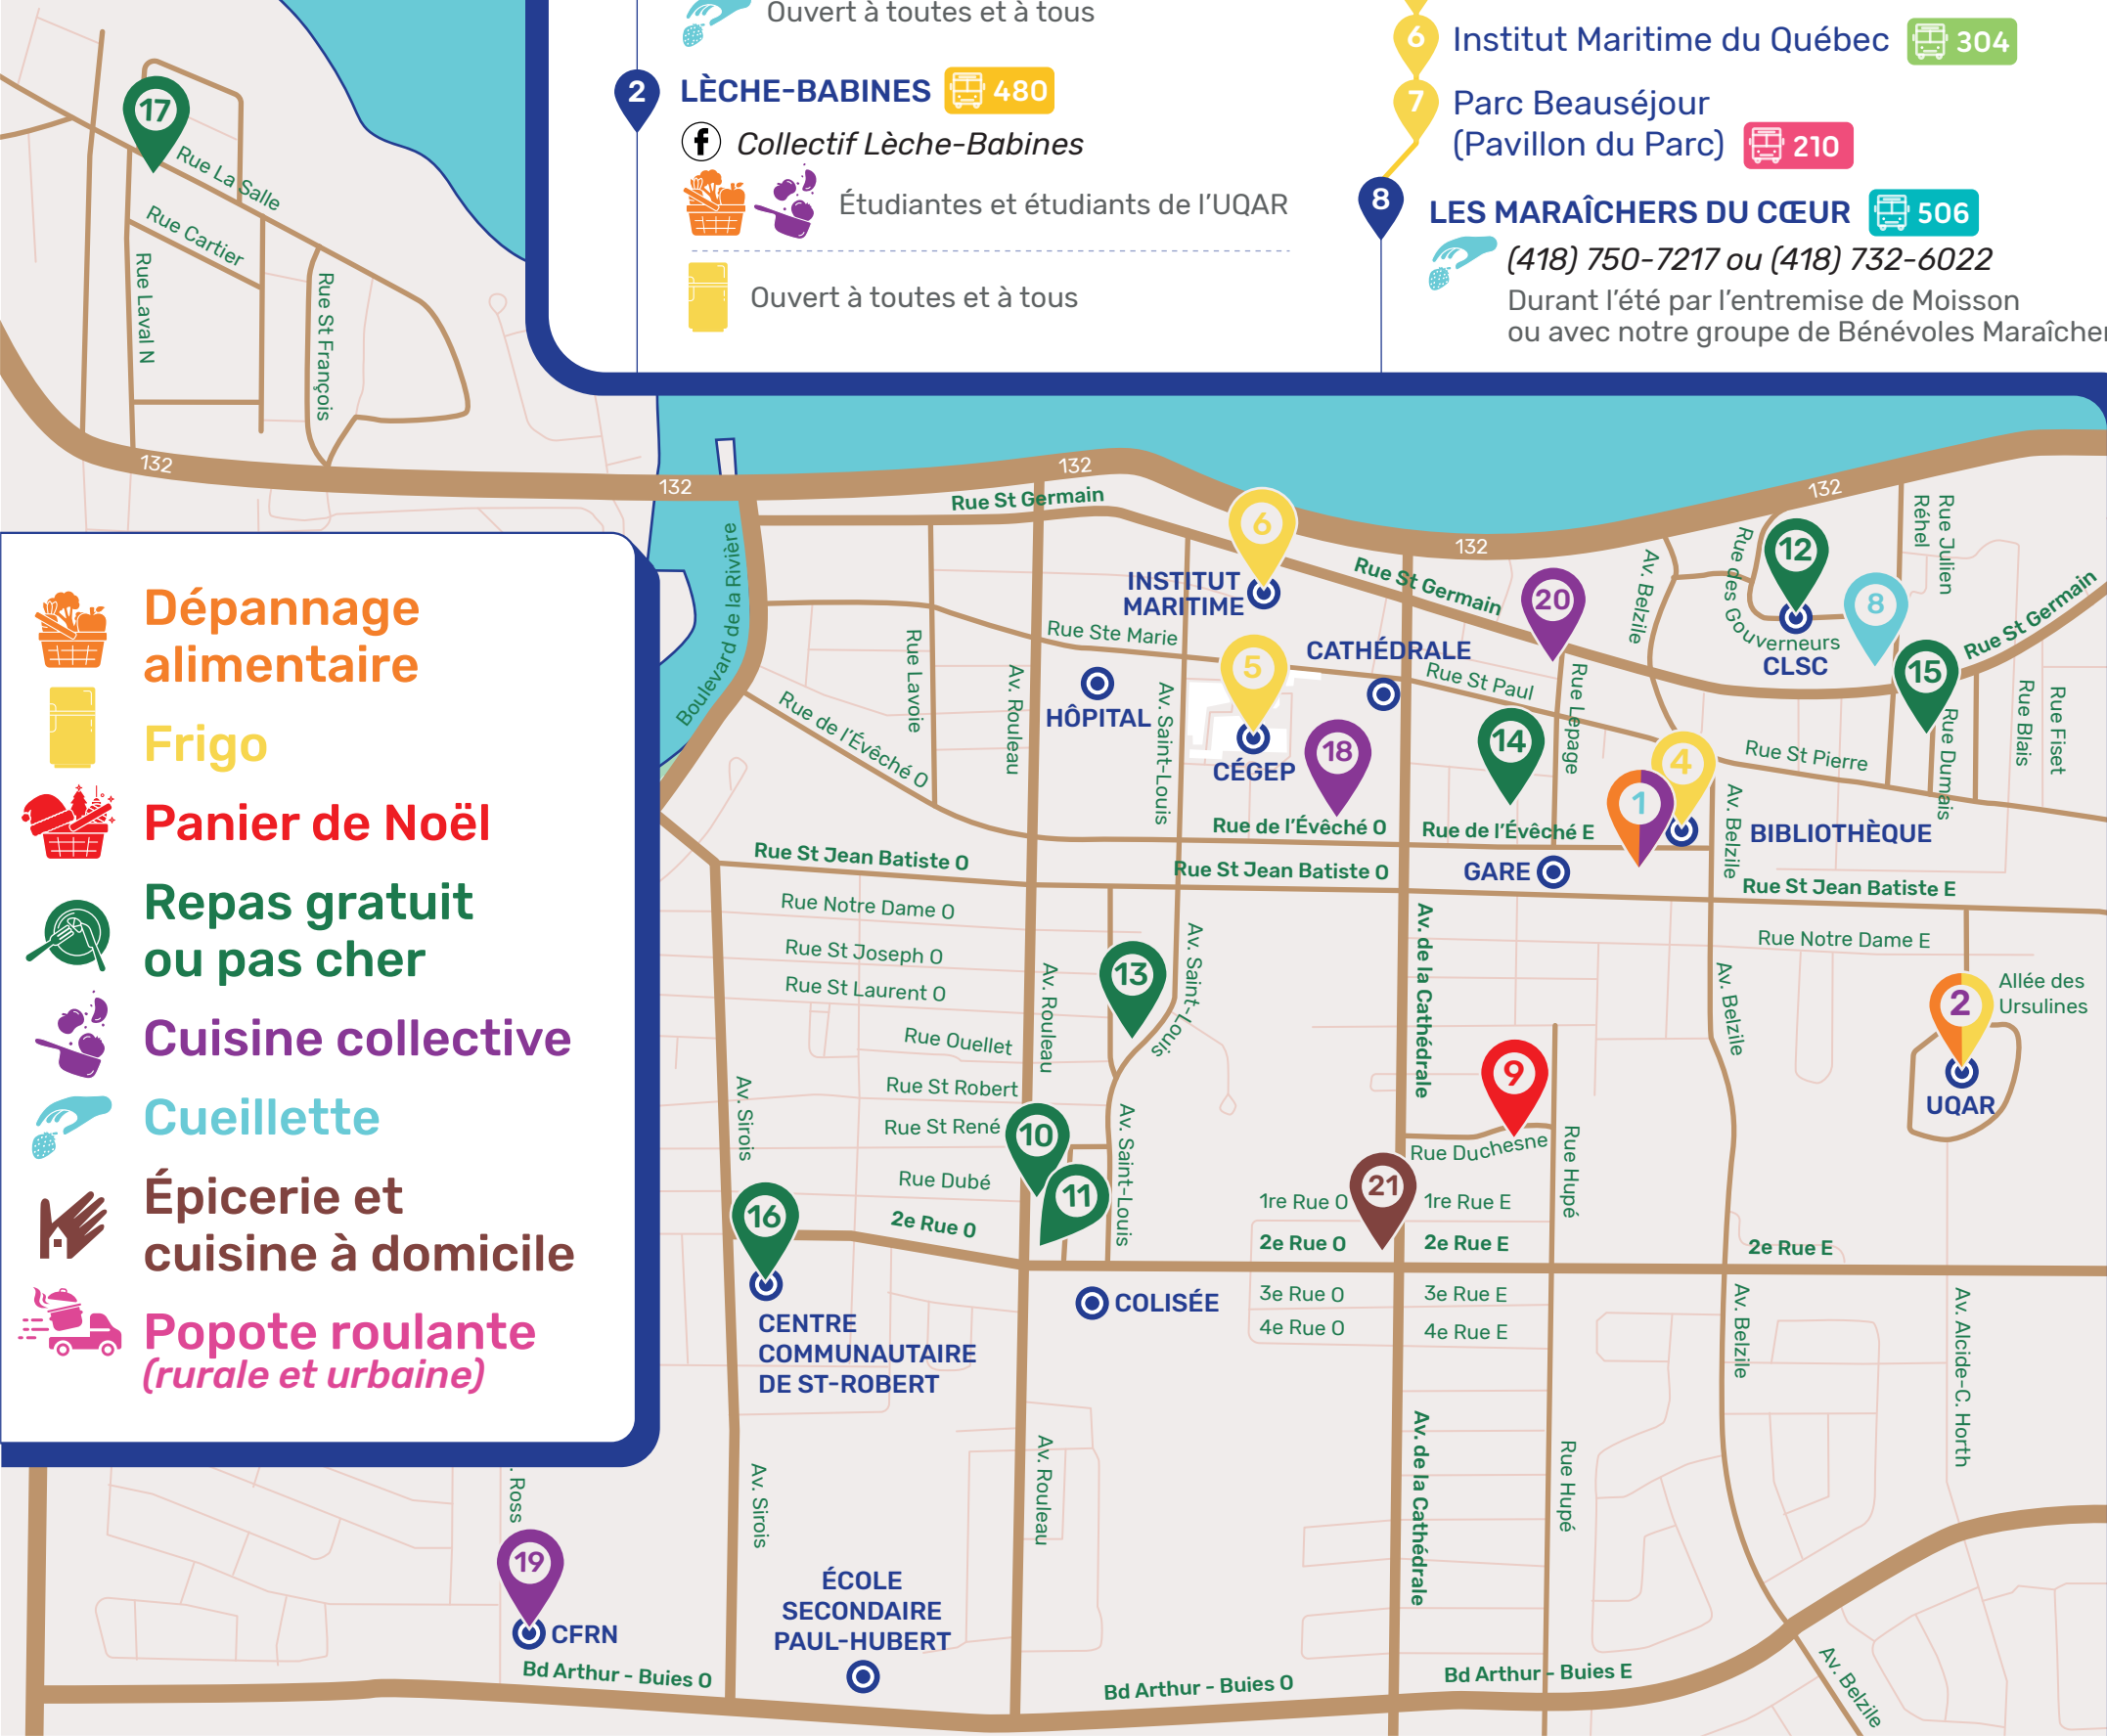 Ouvert à toutes et à tous
2
LÈCHE-BABINES
480
Collectif Lèche-Babines
Étudiantes et étudiants de l'UQAR
Ouvert à toutes et à tous
6
Institut Maritime du Québec
304
7
Parc Beauséjour
(Pavillon du Parc)
210
8
LES MARAÎCHERS DU CŒUR
506
(418) 750-7217 ou (418) 732-6022
Durant l'été par l'entremise de Moisson
ou avec notre groupe de Bénévoles Maraîcher
17
Rue La Salle
Rue Cartier
Rue Laval N
Rue St François
132
132
132
132
132
Dépannage
alimentaire
Frigo
Panier de Noël
Repas gratuit
ou pas cher
Cuisine collective
Cueillette
Épicerie et
cuisine à domicile
Popote roulante
(rurale et urbaine)
Boulevard de la Rivière
Rue St Germain
6
INSTITUT
MARITIME
Rue St Germain
20
Av. Belzile
Rue des Gouverneurs
12
CLSC
8
Rue Julien
Réhel
15
Rue St Germain
Rue Lavoie
Av. Rouleau
Rue Ste Marie
HÔPITAL
Av. Saint-Louis
5
CÉGEP
CATHÉDRALE
18
Rue St Paul
14
Rue Lepage
4
1
Rue St Pierre
Rue Dumais
Rue Blais
Rue Fiset
Rue de l'Évêché O
Rue de l'Évêché O
Rue de l'Évêché E
Av. Belzile
BIBLIOTHÈQUE
GARE
Rue St Jean Batiste O
Rue St Jean Batiste O
Rue St Jean Batiste E
Rue Notre Dame O
Rue St Joseph O
Rue St Laurent O
Rue Ouellet
Rue St Robert
Rue St René
Rue Dubé
2e Rue O
Av. Rouleau
13
Av. Saint-Louis
Av. de la Cathédrale
Av. Belzile
Rue Notre Dame E
2
Allée des
Ursulines
UQAR
9
Rue Duchesne
Rue Hupé
Av. Sirois
10
11
Av. Saint-Louis
16
CENTRE
COMMUNAUTAIRE
DE ST-ROBERT
COLISÉE
21
1re Rue O
1re Rue E
2e Rue O
2e Rue E
2e Rue E
3e Rue O
3e Rue E
4e Rue O
4e Rue E
Av. Belzile
Av. Alcide-C. Horth
. Ross
19
CFRN
Av. Sirois
Av. Rouleau
Av. de la Cathédrale
Rue Hupé
ÉCOLE
SECONDAIRE
PAUL-HUBERT
Bd Arthur - Buies O
Bd Arthur - Buies O
Bd Arthur - Buies E
Av. Belzile